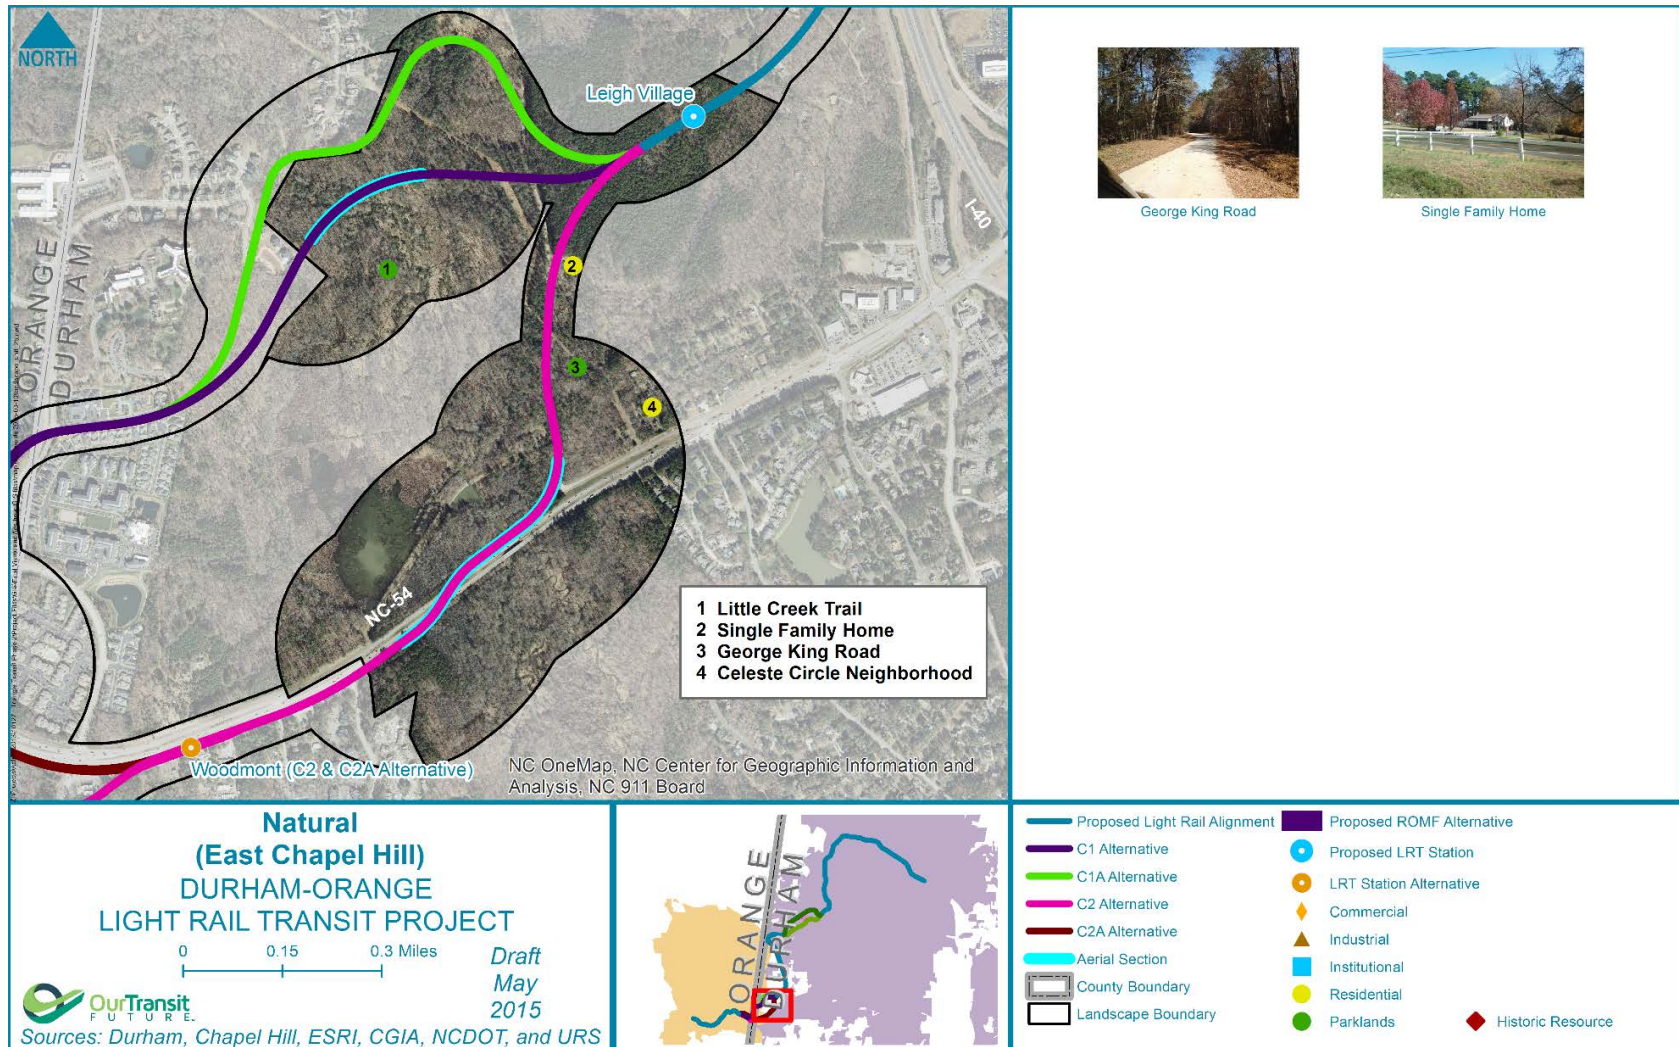 NORTH
Leigh Village
I-40
ORANGE
DURHAM
1
2
3
4
NC-54
1 Little Creek Trail
2 Single Family Home
3 George King Road
4 Celeste Circle Neighborhood
Woodmont (C2 & C2A Alternative)
NC OneMap, NC Center for Geographic Information and
Analysis, NC 911 Board
George King Road
Single Family Home
Natural
(East Chapel Hill)
DURHAM-ORANGE
LIGHT RAIL TRANSIT PROJECT
0 0.15 0.3 Miles
Draft
May
2015
OurTransit
FUTURE
Sources: Durham, Chapel Hill, ESRI, CGIA, NCDOT, and URS
ORANGE
DURHAM
Proposed Light Rail Alignment
C1 Alternative
C1A Alternative
C2 Alternative
C2A Alternative
Aerial Section
County Boundary
Landscape Boundary
Proposed ROMF Alternative
Proposed LRT Station
LRT Station Alternative
Commercial
Industrial
Institutional
Residential
Parklands
Historic Resource